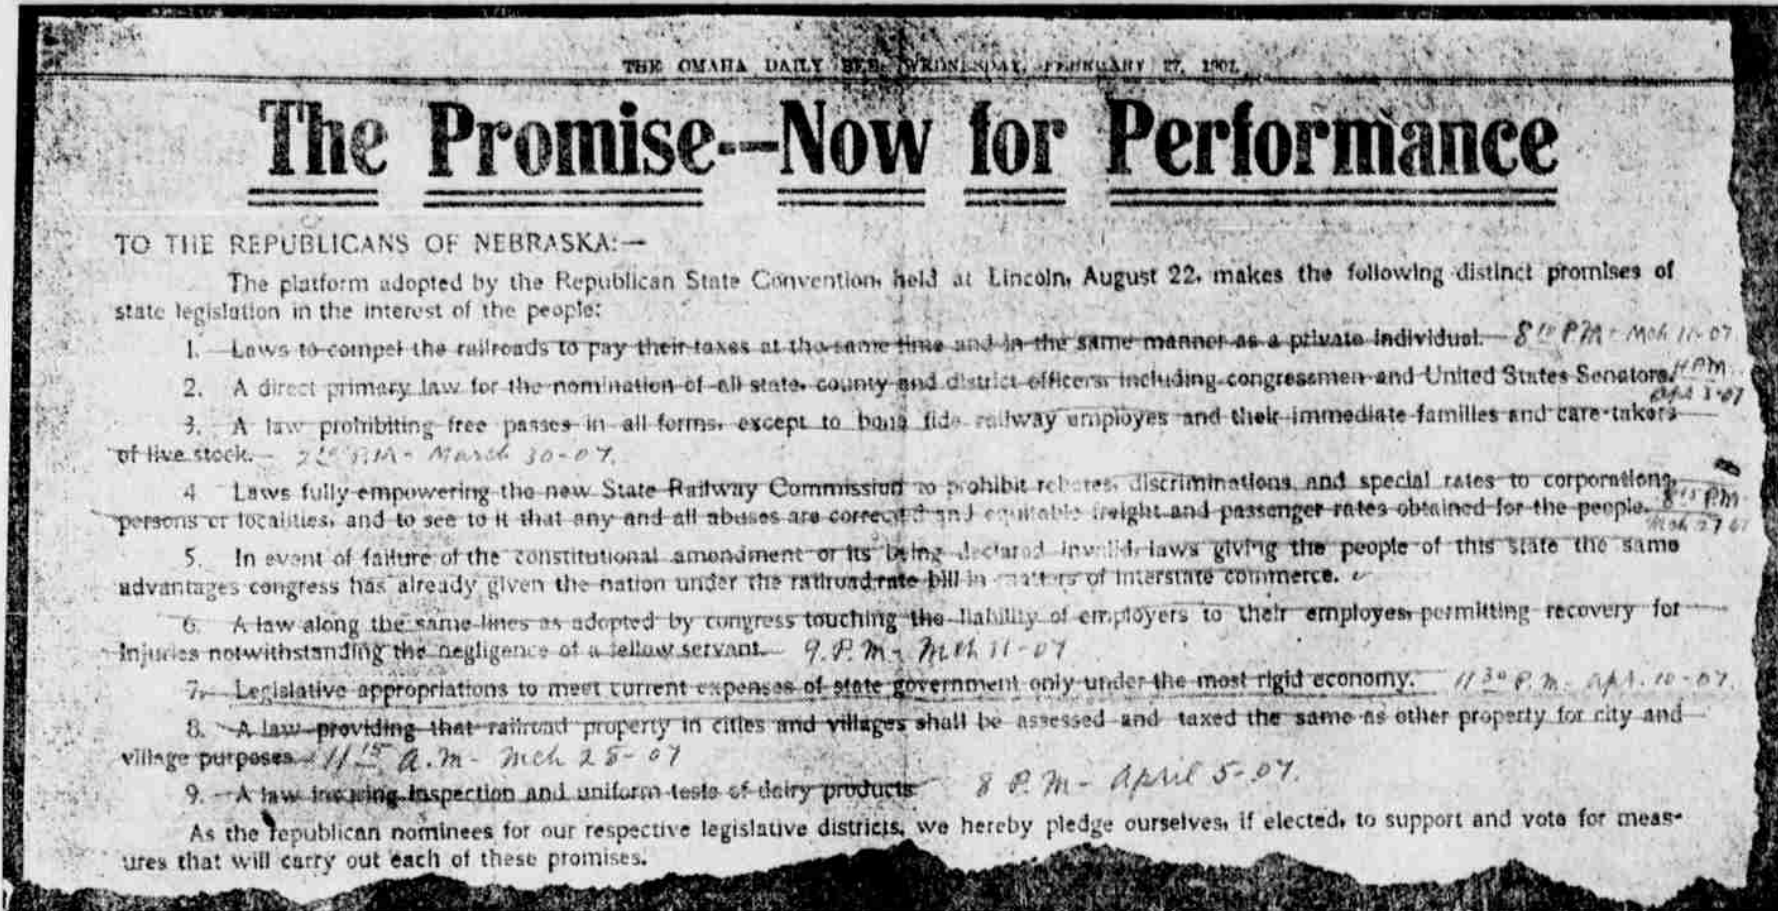 THE OMAHA DAILY BEE: WEDNESDAY, FEBRUARY 27, 1907.
The Promise--Now for Performance
TO THE REPUBLICANS OF NEBRASKA:—
The platform adopted by the Republican State Convention, held at Lincoln, August 22, makes the following distinct promises of
state legislation in the interest of the people:
1. Laws to compel the railroads to pay their taxes at the same time and in the same manner as a private individual. 8 P.M - Mch 11-07
2. A direct primary law for the nomination of all state, county and district officers, including congressmen and United States Senators. 4 PM
Apl 3-07
3. A law prohibiting free passes in all forms, except to bona fide railway employes and their immediate families and care-takers
of live stock. P.M - March 30-07.
4 Laws fully empowering the new State Railway Commission to prohibit rebates, discriminations, and special rates to corporations,
persons or localities, and to see to it that any and all abuses are corrected and equitable freight and passenger rates obtained for the people. 8 15 PM
Mch 27 07
5. In event of failure of the constitutional amendment or its being declared invalid, laws giving the people of this state the same
advantages congress has already given the nation under the railroad rate bill in matters of interstate commerce.
6. A law along the same lines as adopted by congress touching the liability of employers to their employes, permitting recovery for
injuries notwithstanding the negligence of a fellow servant. 9. P. M - Mch 11-07
7. Legislative appropriations to meet current expenses of state government only under the most rigid economy. 11 30 P. M - Apr. 10-07.
8. A law providing that railroad property in cities and villages shall be assessed and taxed the same as other property for city and
village purposes. 11 15 A.M - Mch 25-07
9. A law insuring inspection and uniform tests of dairy products 8 P. M - April 5-07.
As the republican nominees for our respective legislative districts, we hereby pledge ourselves, if elected, to support and vote for meas-
ures that will carry out each of these promises.